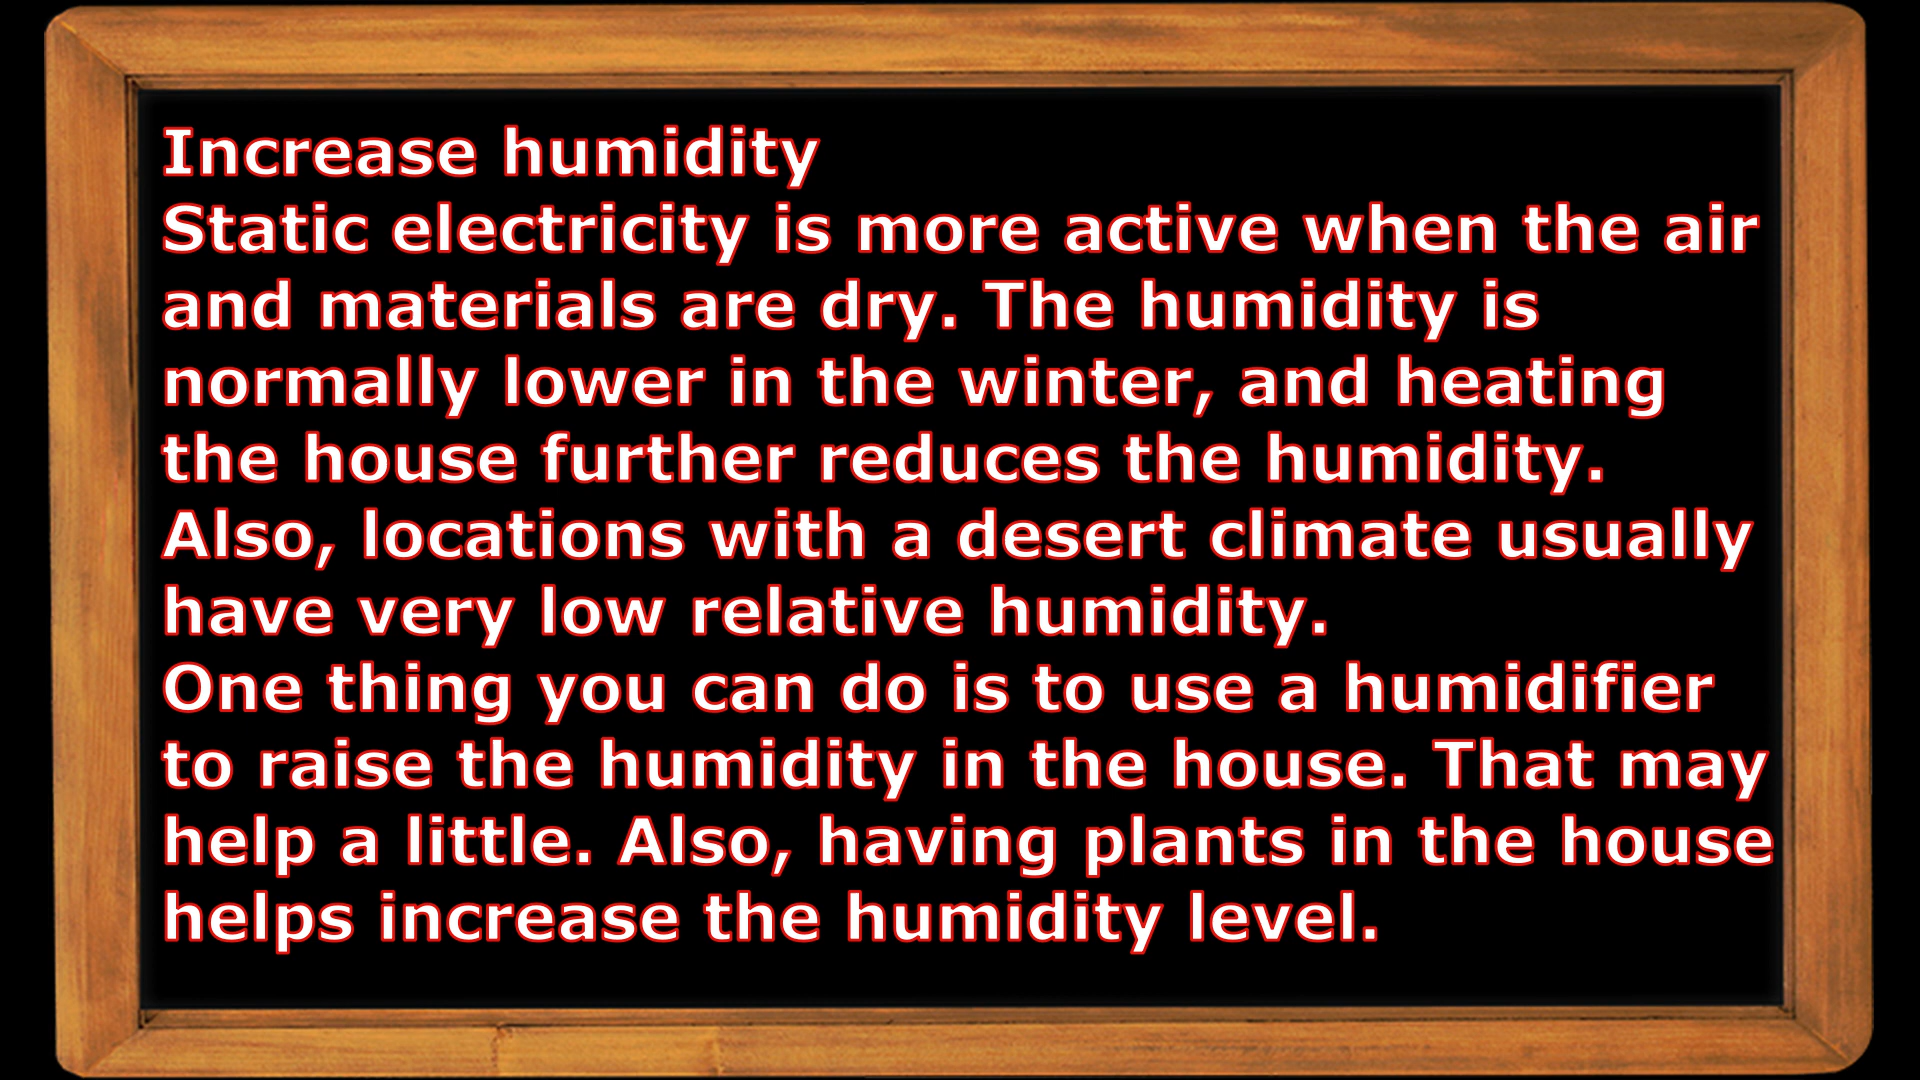 Increase humidity
Static electricity is more active when the air
and materials are dry. The humidity is
normally lower in the winter, and heating
the house further reduces the humidity.
Also, locations with a desert climate usually
have very low relative humidity.
One thing you can do is to use a humidifier
to raise the humidity in the house. That may
help a little. Also, having plants in the house
helps increase the humidity level.